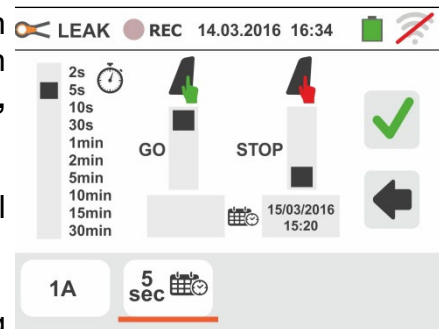 LEAK REC 14.03.2016 16:34
2s
5s
10s
30s
1min
2min
5min
10min
15min
30min
GO
STOP
15/03/2016
15:20
1A
5
sec